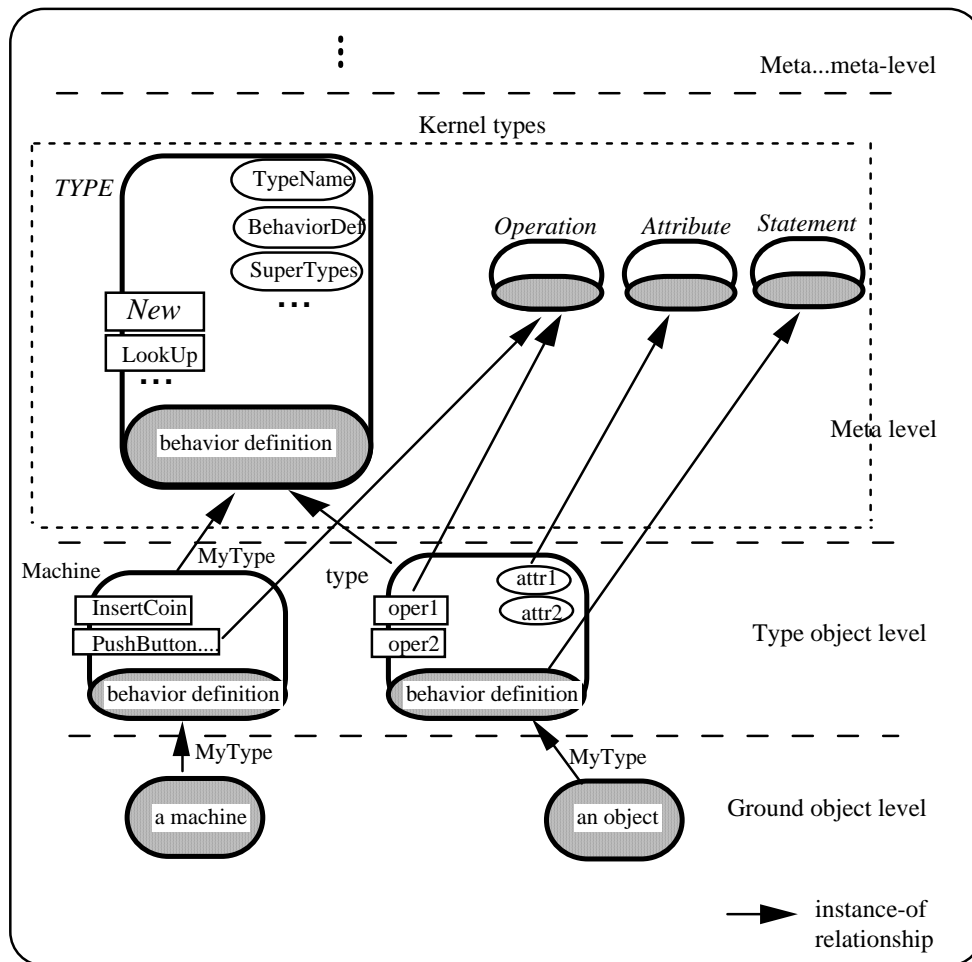 Meta...meta-level
Kernel types
TYPE
TypeName
BehaviorDef
SuperTypes
...
New
LookUp
...
behavior definition
Operation
Attribute
Statement
Meta level
MyType
Machine
InsertCoin
PushButton....
behavior definition
type
oper1
oper2
attr1
attr2
behavior definition
Type object level
MyType
a machine
MyType
an object
Ground object level
instance-of
relationship